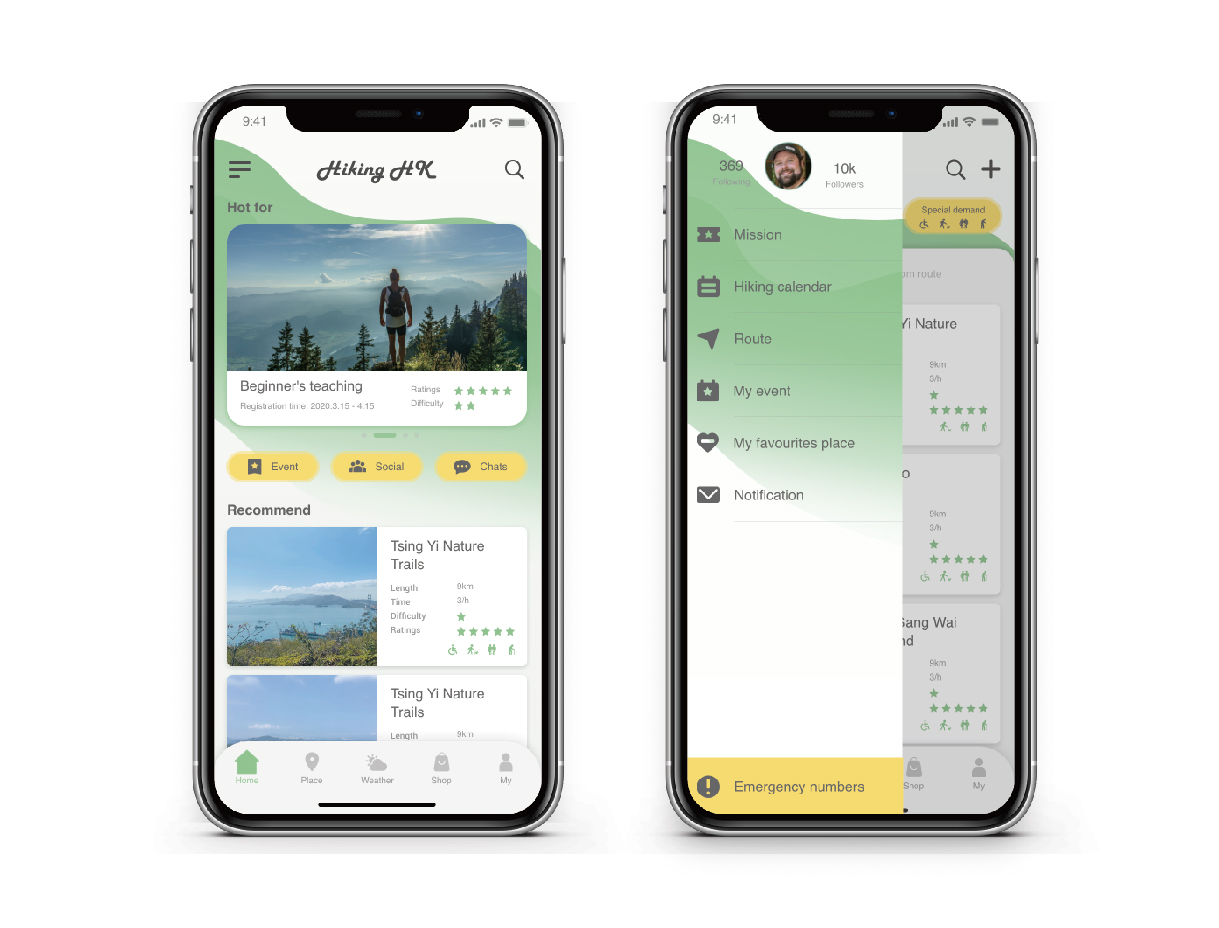 9:41
Hiking HK
Hot for
Beginner's teaching
Registration time: 2020.3.15 - 4.15
Ratings
Difficulty
Event
Social
Chats
Recommend
Tsing Yi Nature
Trails
Length 9km
Time 3/h
Difficulty
Ratings
Tsing Yi Nature
Trails
Length 9km
Home
Place
Weather
Shop
My
9:41
369
Following
10k
Followers
Mission
Hiking calendar
Route
My event
My favourites place
Notification
Emergency numbers
Special demand
om route
Yi Nature
9km
3/h
o
9km
3/h
Sang Wai
nd
9km
3/h
Shop
My